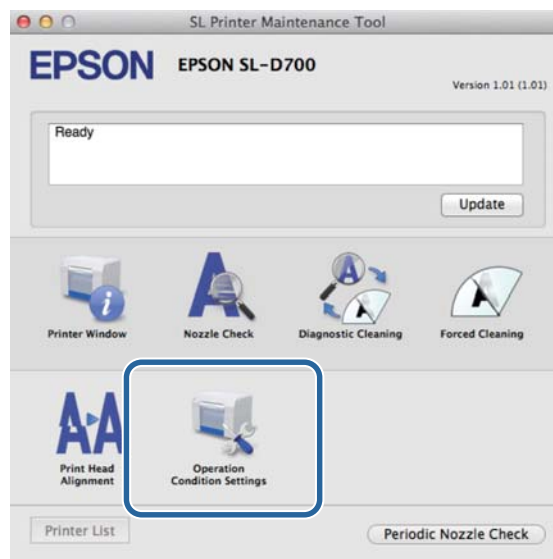 SL Printer Maintenance Tool
EPSON EPSON SL-D700
Version 1.01 (1.01)
Ready
Update
Printer Window Nozzle Check Diagnostic Cleaning Forced Cleaning
Print Head
Alignment
Operation
Condition Settings
Printer List Periodic Nozzle Check